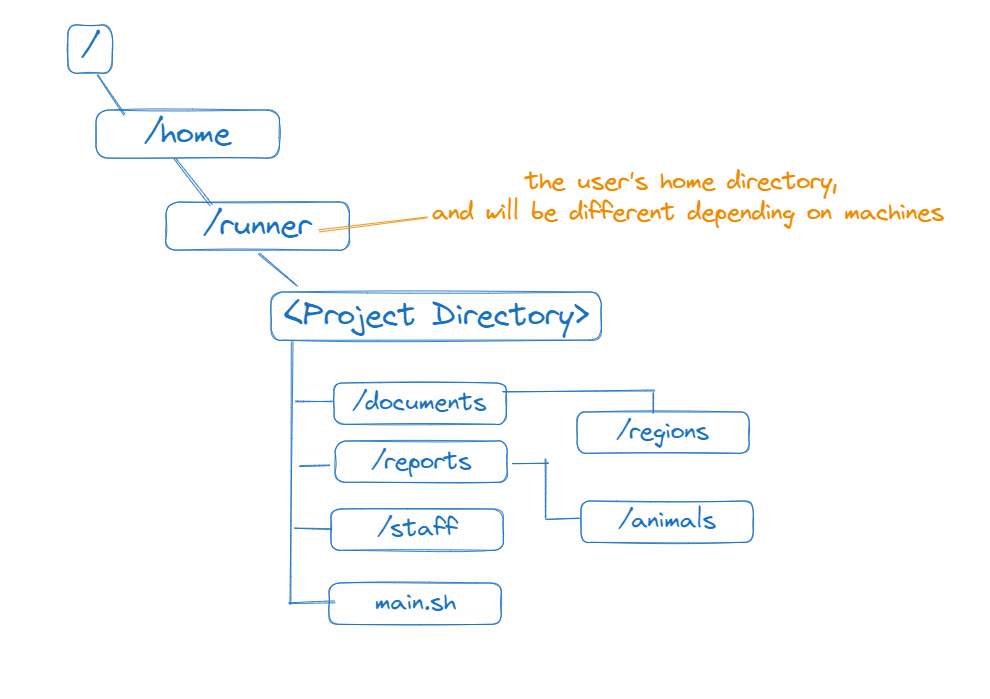 /
/home
the user's home directory,
and will be different depending on machines
/runner
<Project Directory>
/documents
/regions
/reports
/animals
/staff
main.sh